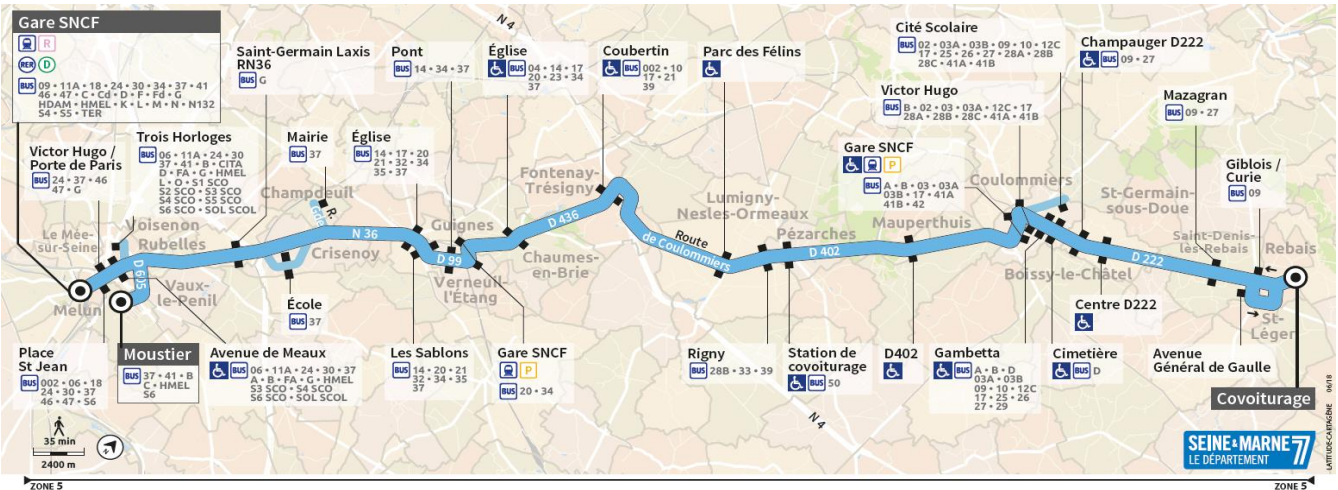 Gare SNCF
R
RER D
BUS 09 • 11A • 18 • 24 • 30 • 34 • 37 • 41
46 • 47 • C • Cd • D • F • Fd • G
HDAM • HMEL • K • L • M • N • N132
S4 • S5 • TER
Victor Hugo /
Porte de Paris
BUS 24 • 37 • 46
47 • G
Trois Horloges
BUS 06 • 11A • 24 • 30
37 • 41 • B • CITA
D • FA • G • HMEL
L • O • S1 SCO
S2 SCO • S3 SCO
S4 SCO • S5 SCO
S6 SCO • SOL SCOL
Saint-Germain Laxis
RN36
BUS G
Mairie
BUS 37
Pont
BUS 14 • 34 • 37
Église
BUS 14 • 17 • 20
21 • 32 • 34
35 • 37
Église
BUS 04 • 14 • 17
20 • 23 • 34
37
Coubertin
BUS 002 • 10
17 • 21
39
Parc des Félins
Cité Scolaire
BUS 02 • 03A • 03B • 09 • 10 • 12C
17 • 25 • 26 • 27 • 28A • 28B
28C • 41A • 41B
Victor Hugo
BUS B • 02 • 03 • 03A • 12C • 17
28A • 28B • 28C • 41A • 41B
Gare SNCF
P
BUS A • B • 03 • 03A
03B • 17 • 41A
41B • 42
Champauger D222
BUS 09 • 27
Mazagran
BUS 09 • 27
Giblois /
Curie
BUS 09
N 4
Le Mée-
sur-Seine
Voisenon
Rubelles
Champdeuil
R.
Crisenoy
Guignes
Fontenay-
Trésigny
Lumigny-
Nesles-Ormeaux
Pézarches
Mauperthuis
Coulommiers
St-Germain-
sous-Doue
Saint-Denis-
lès-Rebais
Rebais
D 605
N 36
D 99
D 436
Route
de Coulommiers
D 402
D 222
Melun
Vaux-
le-Penil
Verneuil-
l'Étang
Chaumes-
en-Brie
Boissy-le-Châtel
St-
Léger
École
BUS 37
Centre D222
Place
St Jean
BUS 002 • 06 • 18
24 • 30 • 37
46 • 47 • S6
Moustier
BUS 37 • 41 • B
C • HMEL
S6
Avenue de Meaux
BUS 06 • 11A • 24 • 30 • 37
A • B • FA • G • HMEL
S3 SCO • S4 SCO
S6 SCO • SOL SCOL
Les Sablons
BUS 14 • 20 • 21
32 • 34 • 35
37
Gare SNCF
P
BUS 20 • 34
Rigny
BUS 28B • 33 • 39
Station de
covoiturage
BUS 50
D402
Gambetta
BUS A • B • D
03A • 03B
09 • 10 • 12C
17 • 25 • 26
27 • 29
Cimetière
BUS D
Avenue
Général de Gaulle
Covoiturage
N 4
35 min
2400 m
SEINE&MARNE 77
LE DÉPARTEMENT
LATITUDE-CARTAGÈNE 06/18
ZONE 5
ZONE 5